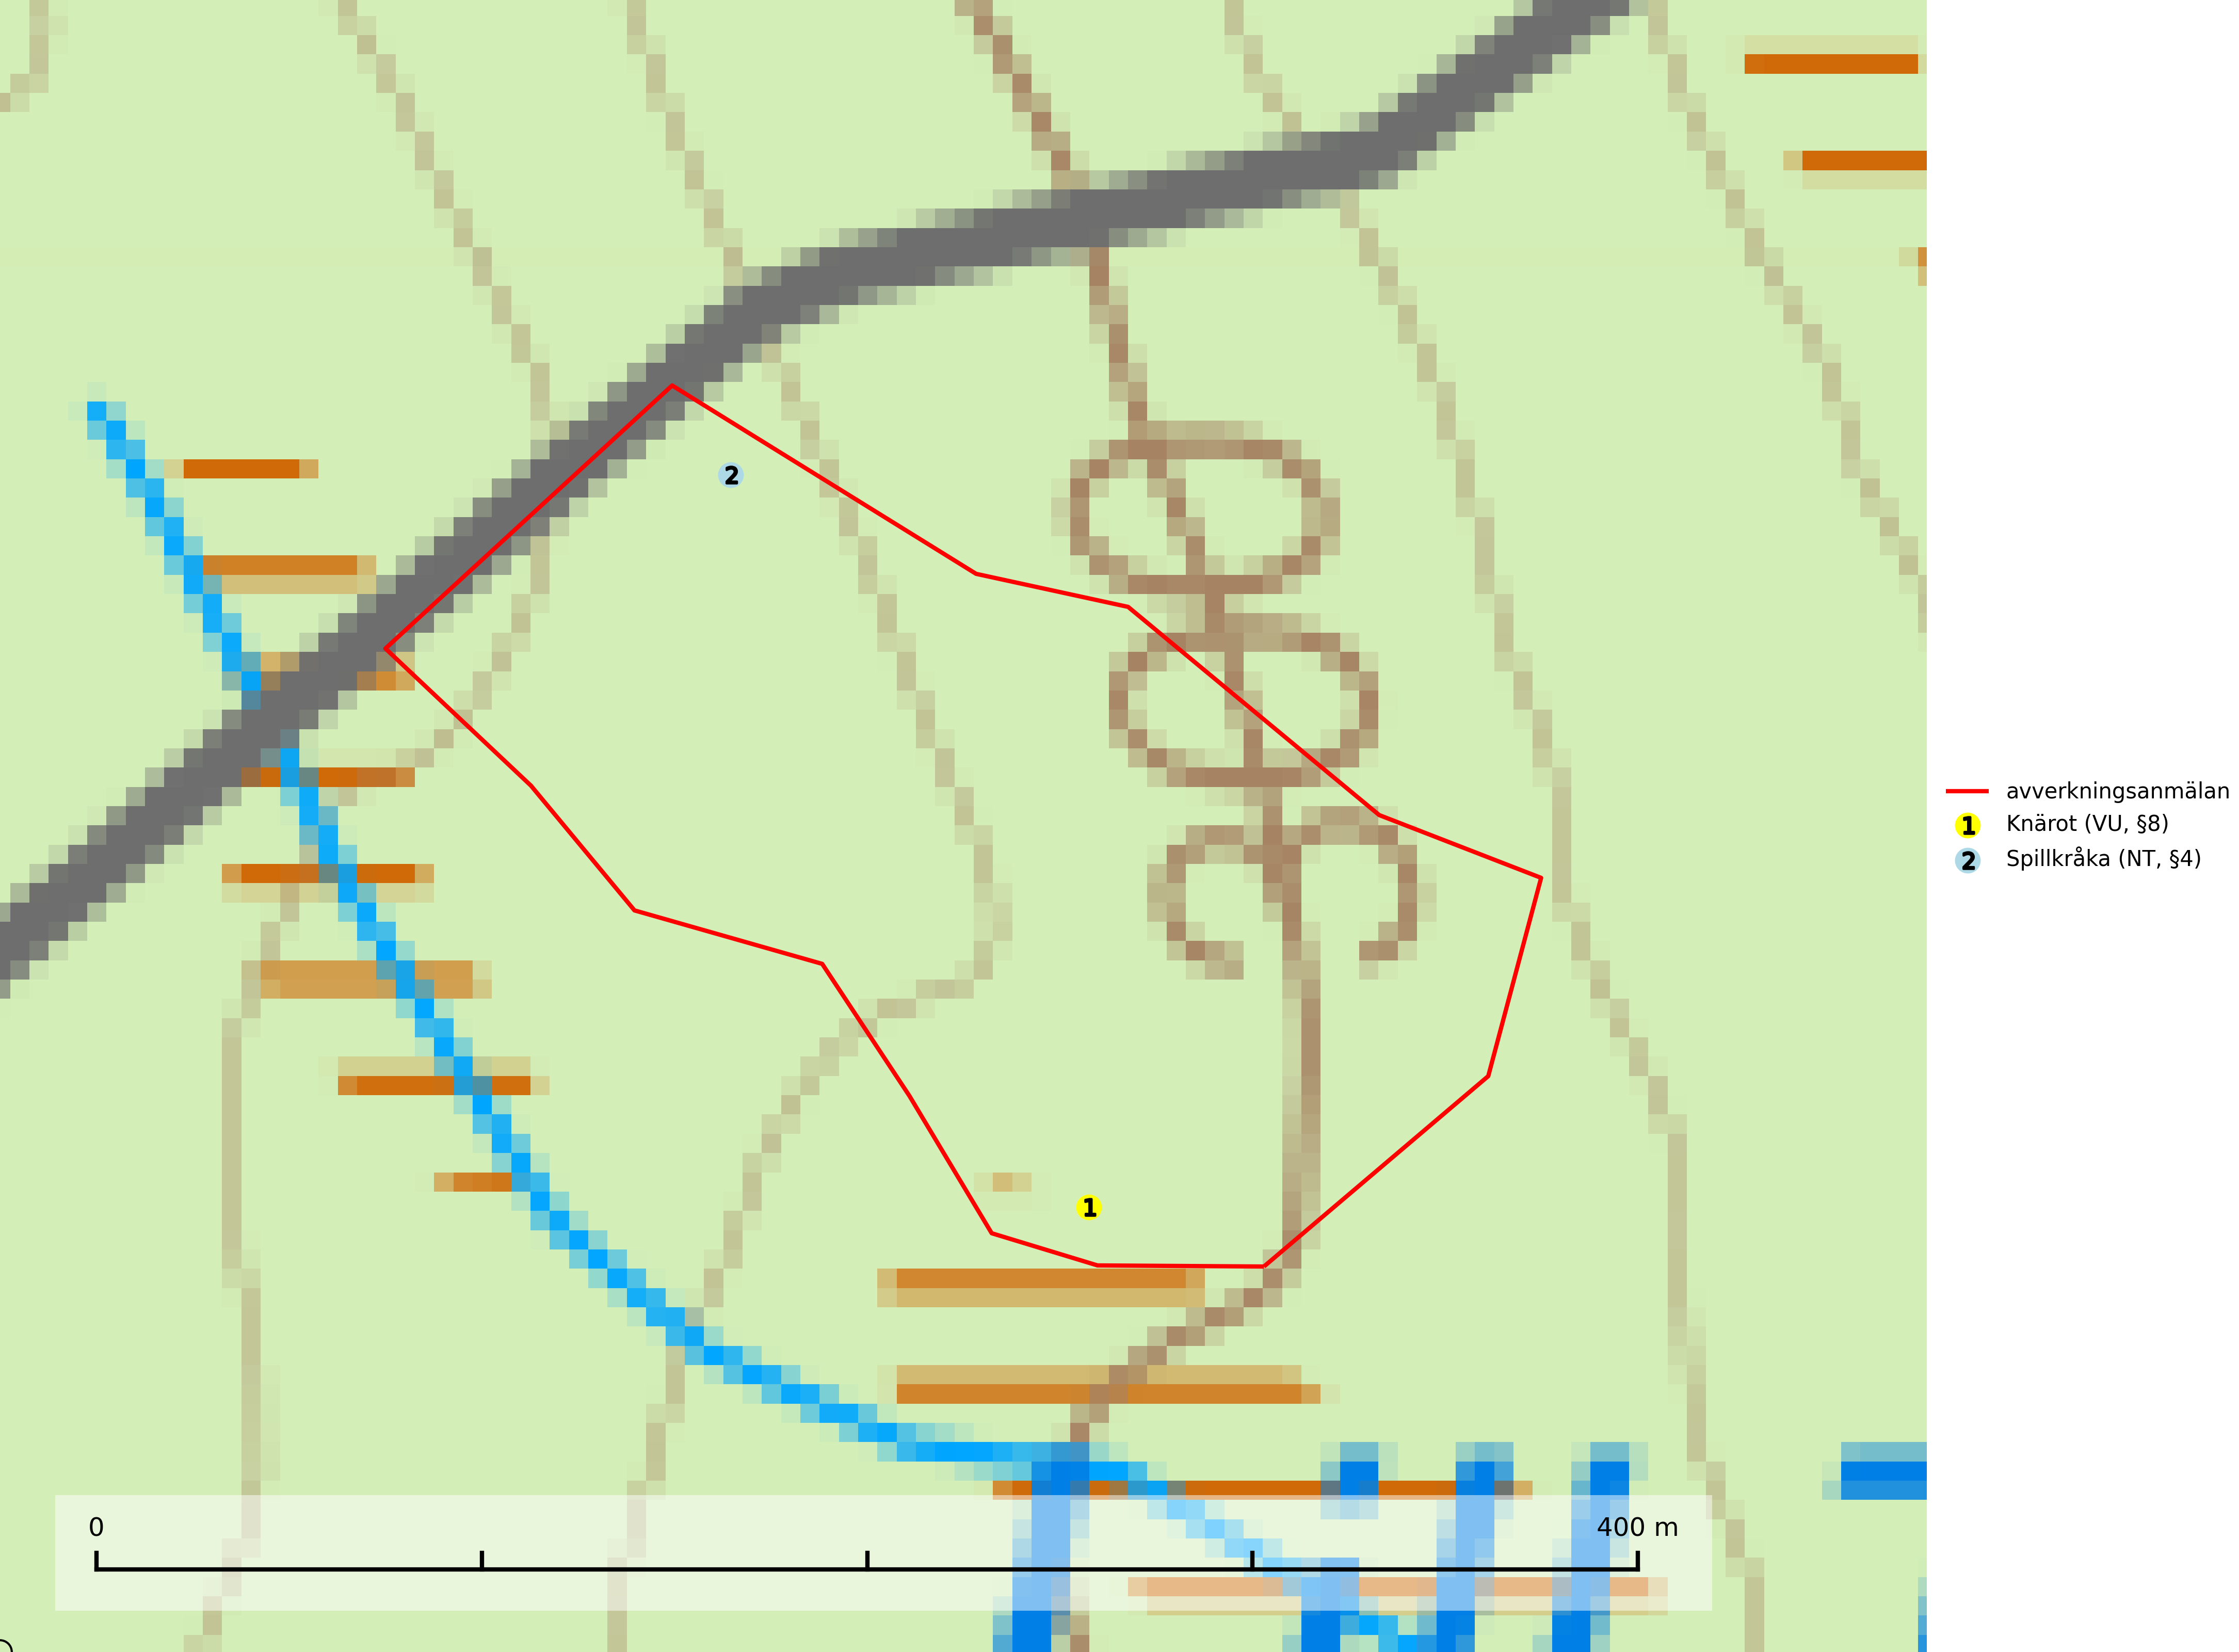 2
1
0
400 m
avverkningsanmälan
1 Knärot (VU, §8)
2 Spillkråka (NT, §4)